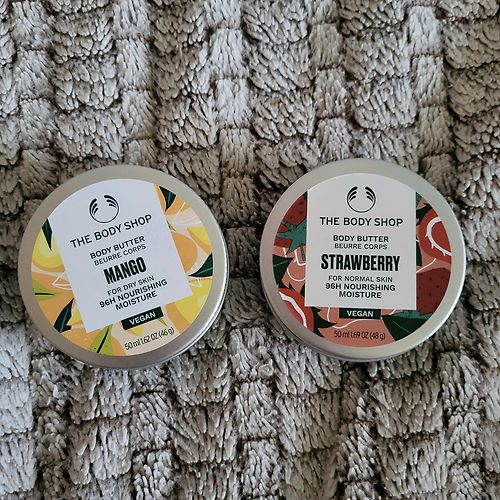 THE BODY SHOP
BODY BUTTER
BEURRE CORPS
MANGO
FOR DRY SKIN
96H NOURISHING
MOISTURE
VEGAN
50 ml 1.62 OZ (46 g)
THE BODY SHOP
BODY BUTTER
BEURRE CORPS
STRAWBERRY
FOR NORMAL SKIN
96H NOURISHING
MOISTURE
VEGAN
50 ml 1.69 OZ (48 g)